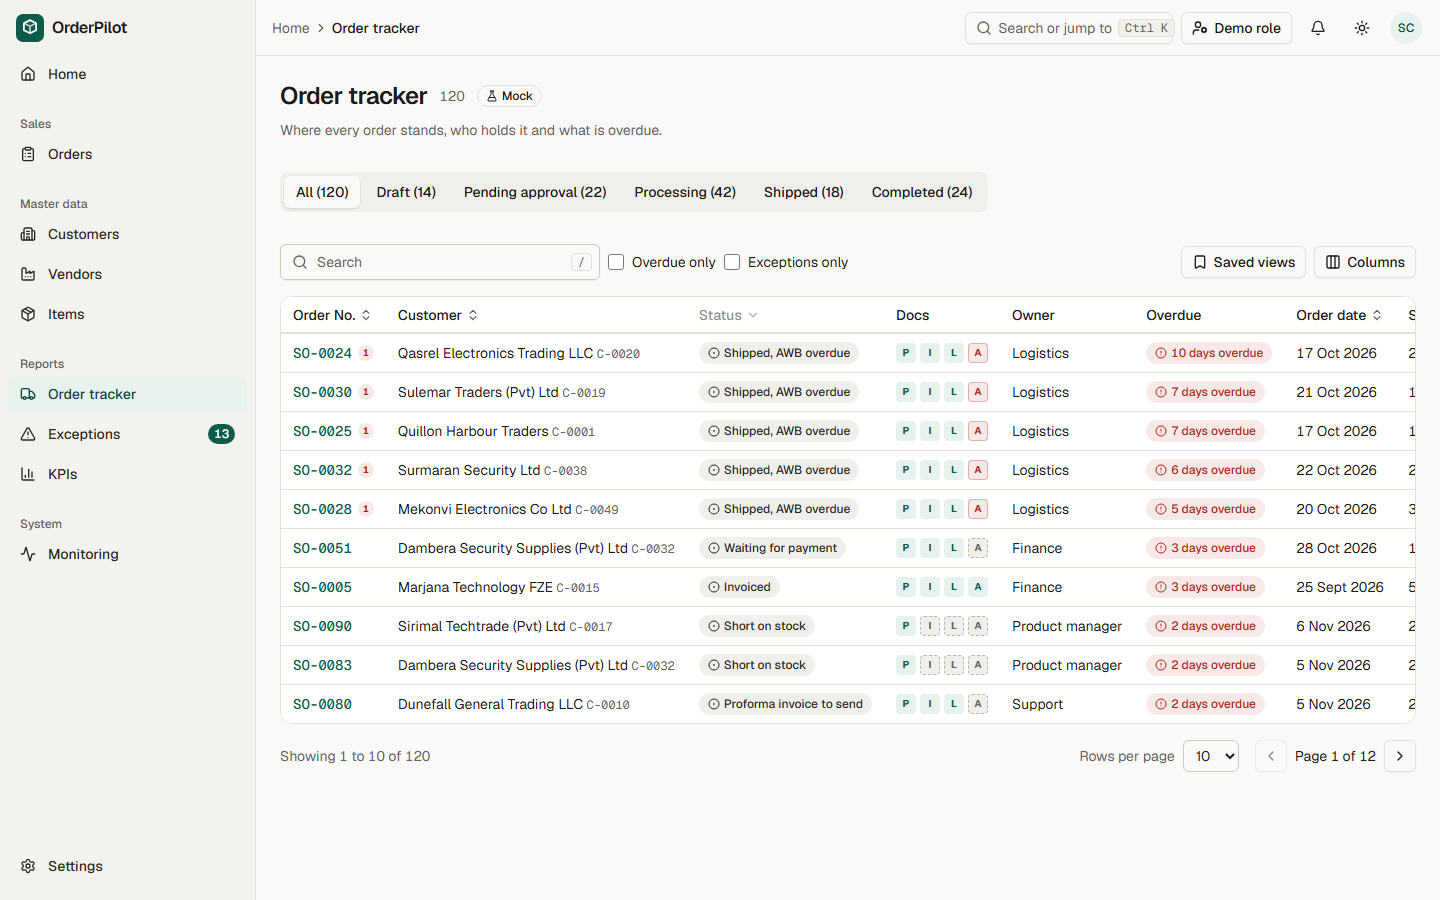 OrderPilot
Home
Sales
Orders
Master data
Customers
Vendors
Items
Reports
Order tracker
Exceptions 13
KPIs
System
Monitoring
Settings
Home > Order tracker
Search or jump to Ctrl K
Demo role
SC
Order tracker 120 Mock
Where every order stands, who holds it and what is overdue.
All (120) Draft (14) Pending approval (22) Processing (42) Shipped (18) Completed (24)
Search / Overdue only Exceptions only Saved views Columns
Order No. Customer Status Docs Owner Overdue Order date S
SO-0024 1 Qasrel Electronics Trading LLC C-0020 Shipped, AWB overdue P I L A Logistics 10 days overdue 17 Oct 2026 2
SO-0030 1 Sulemar Traders (Pvt) Ltd C-0019 Shipped, AWB overdue P I L A Logistics 7 days overdue 21 Oct 2026 1
SO-0025 1 Quillon Harbour Traders C-0001 Shipped, AWB overdue P I L A Logistics 7 days overdue 17 Oct 2026 1
SO-0032 1 Surmaran Security Ltd C-0038 Shipped, AWB overdue P I L A Logistics 6 days overdue 22 Oct 2026 2
SO-0028 1 Mekonvi Electronics Co Ltd C-0049 Shipped, AWB overdue P I L A Logistics 5 days overdue 20 Oct 2026 3
SO-0051 Dambera Security Supplies (Pvt) Ltd C-0032 Waiting for payment P I L A Finance 3 days overdue 28 Oct 2026 1
SO-0005 Marjana Technology FZE C-0015 Invoiced P I L A Finance 3 days overdue 25 Sept 2026 5
SO-0090 Sirimal Techtrade (Pvt) Ltd C-0017 Short on stock P I L A Product manager 2 days overdue 6 Nov 2026 2
SO-0083 Dambera Security Supplies (Pvt) Ltd C-0032 Short on stock P I L A Product manager 2 days overdue 5 Nov 2026 2
SO-0080 Dunefall General Trading LLC C-0010 Proforma invoice to send P I L A Support 2 days overdue 5 Nov 2026 2
Showing 1 to 10 of 120 Rows per page 10 Page 1 of 12